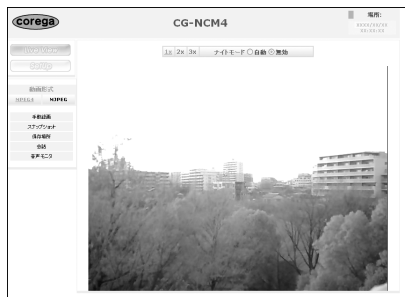 corega
CG-NCM4
場所:
1x 2x 3x ナイトモード 自動 無効
Setup
動画形式
MPEG4 MJPEG
手動録画
スナップショット
保存場所
会話
音声モニタ